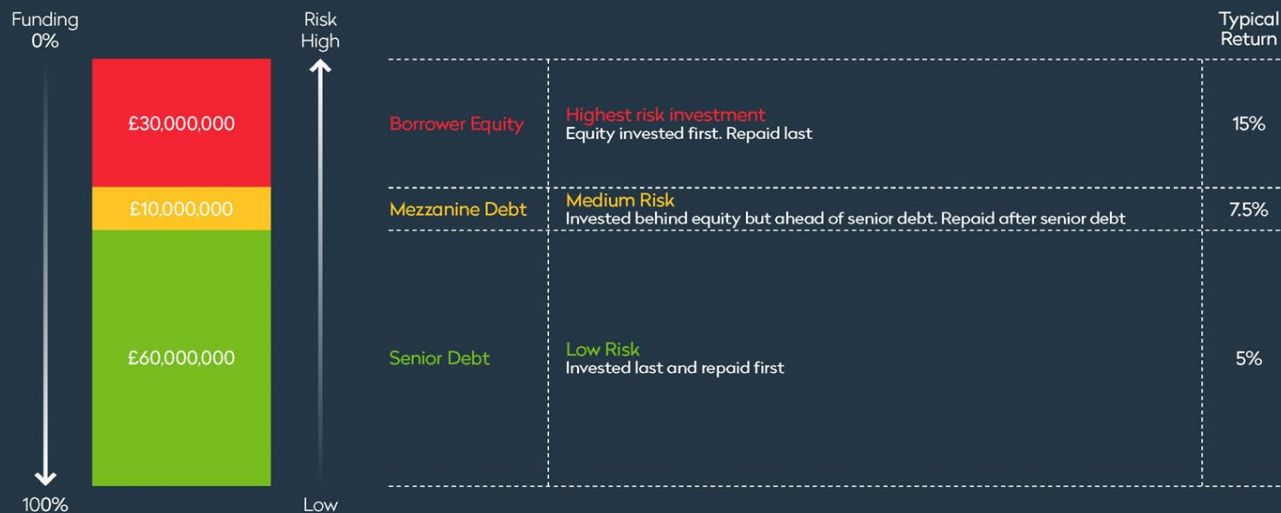 Funding
0%
Risk
High
Typical
Return
£30,000,000
Borrower Equity
Highest risk investment
Equity invested first. Repaid last
15%
£10,000,000
Mezzanine Debt
Medium Risk
Invested behind equity but ahead of senior debt. Repaid after senior debt
7.5%
£60,000,000
Senior Debt
Low Risk
Invested last and repaid first
5%
100%
Low